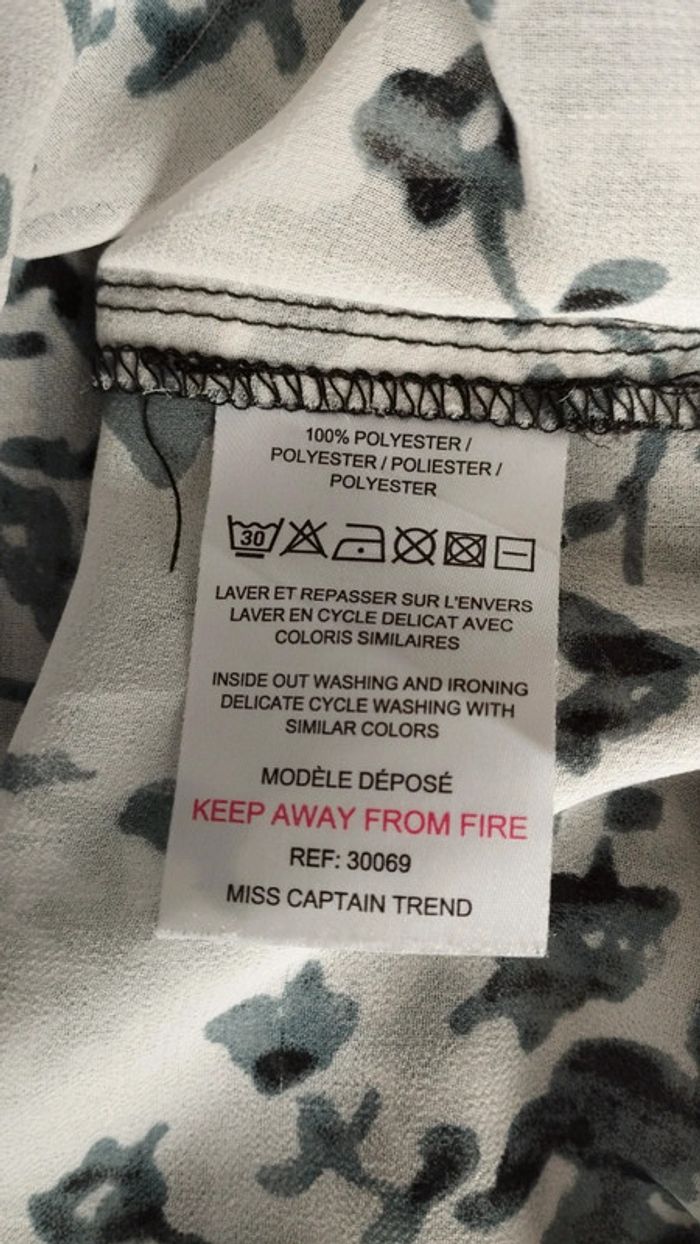 100% POLYESTER /
POLYESTER / POLIESTER /
POLYESTER
30
LAVER ET REPASSER SUR L'ENVERS
LAVER EN CYCLE DELICAT AVEC
COLORIS SIMILAIRES
INSIDE OUT WASHING AND IRONING
DELICATE CYCLE WASHING WITH
SIMILAR COLORS
MODÈLE DÉPOSÉ
KEEP AWAY FROM FIRE
REF: 30069
MISS CAPTAIN TREND